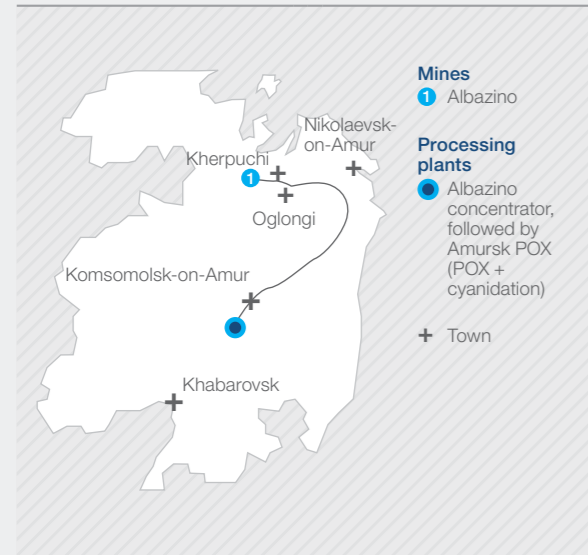 Mines
1 Albazino
Processing
plants
Albazino
concentrator,
followed by
Amursk POX
(POX +
cyanidation)
+ Town
Nikolaevsk-
on-Amur
Kherpuchi
1
Oglongi
Komsomolsk-on-Amur
Khabarovsk